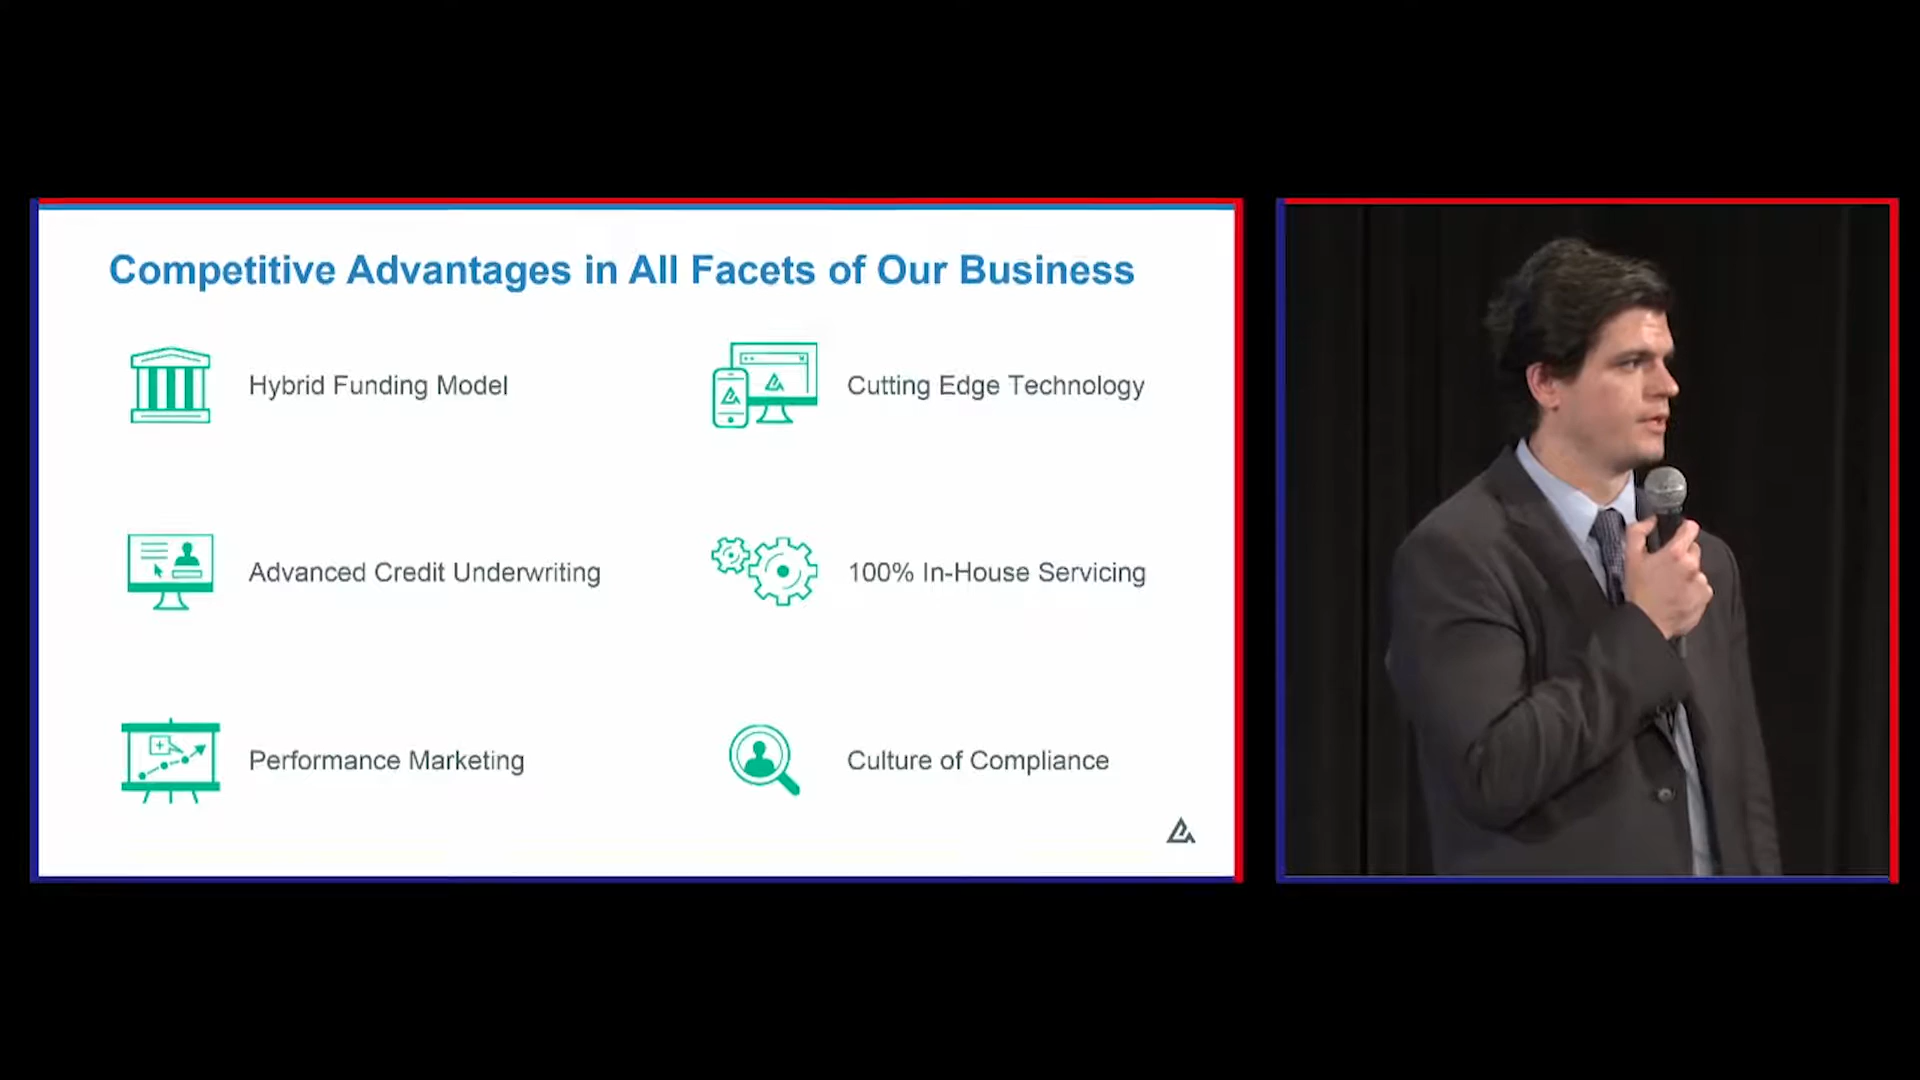 Competitive Advantages in All Facets of Our Business
Hybrid Funding Model
Cutting Edge Technology
Advanced Credit Underwriting
100% In-House Servicing
Performance Marketing
Culture of Compliance